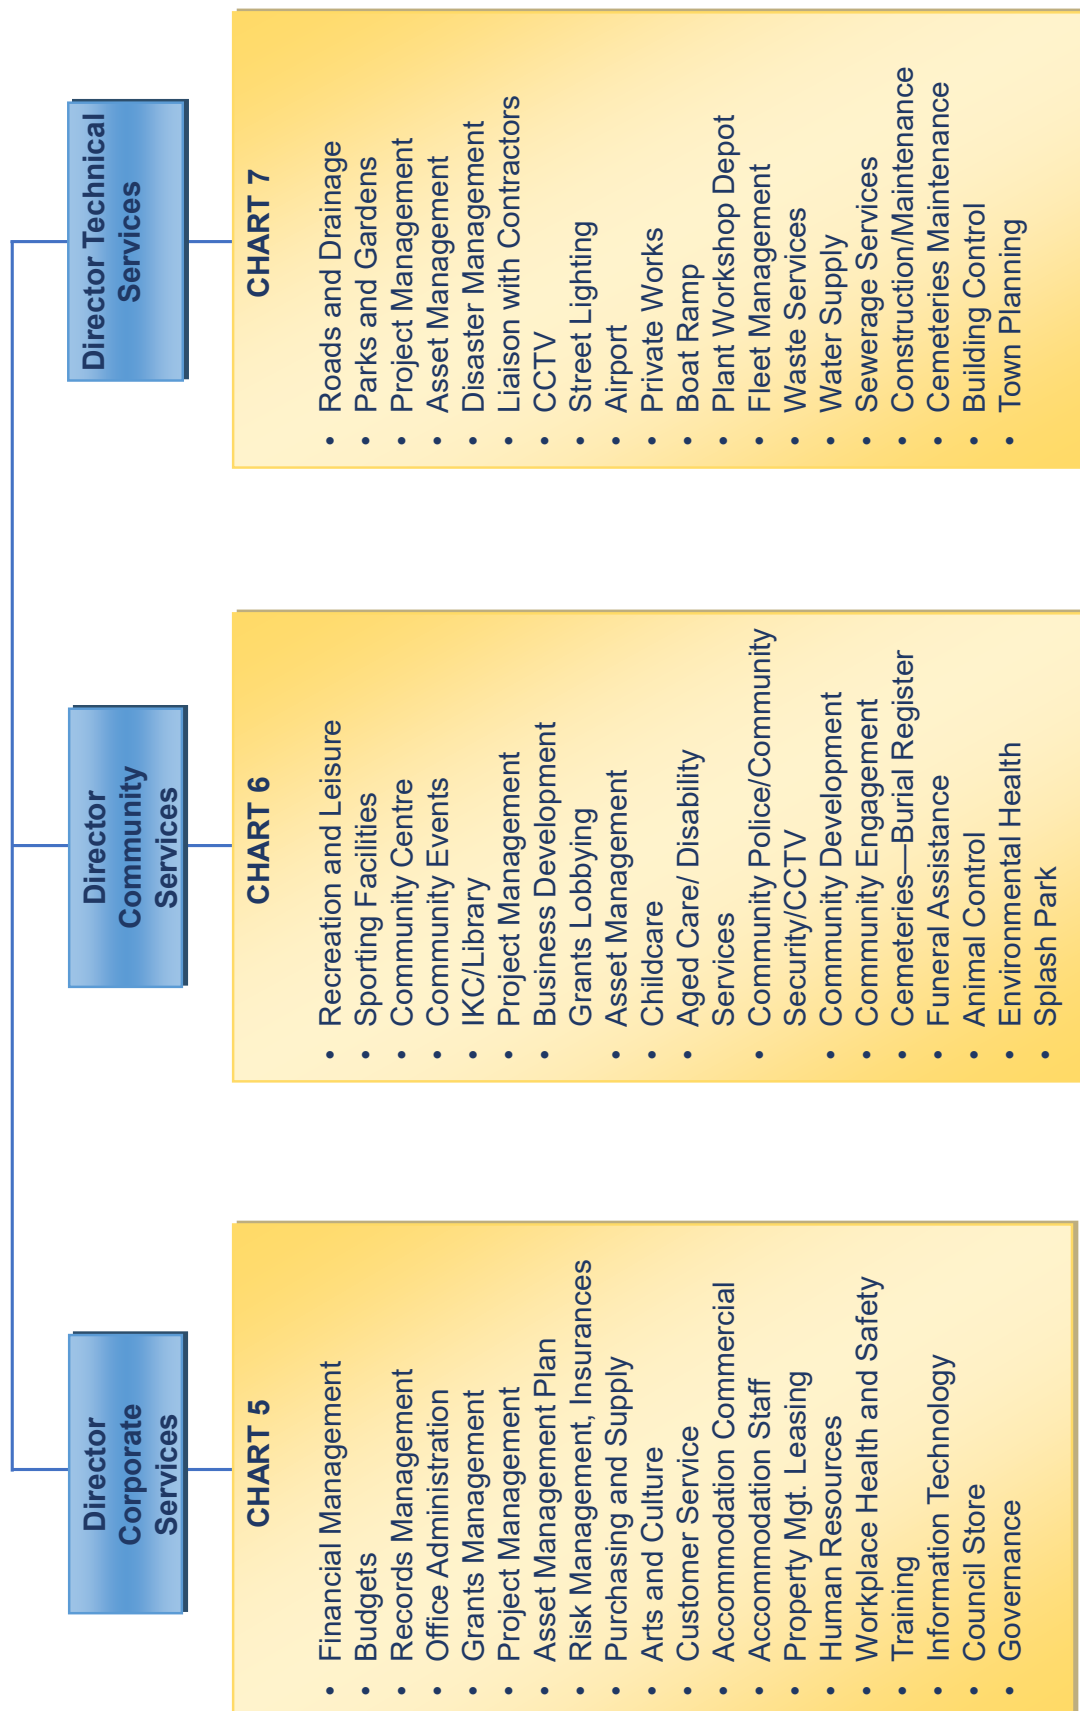 Director
Corporate
Services
CHART 5
• Financial Management
• Budgets
• Records Management
• Office Administration
• Grants Management
• Project Management
• Asset Management Plan
• Risk Management, Insurances
• Purchasing and Supply
• Arts and Culture
• Customer Service
• Accommodation Commercial
• Accommodation Staff
• Property Mgt. Leasing
• Human Resources
• Workplace Health and Safety
• Training
• Information Technology
• Council Store
• Governance
Director
Community
Services
CHART 6
• Recreation and Leisure
• Sporting Facilities
• Community Centre
• Community Events
• IKC/Library
• Project Management
• Business Development
Grants Lobbying
• Asset Management
• Childcare
• Aged Care/ Disability
Services
• Community Police/Community
Security/CCTV
• Community Development
• Community Engagement
• Cemeteries—Burial Register
• Funeral Assistance
• Animal Control
• Environmental Health
• Splash Park
Director Technical
Services
CHART 7
• Roads and Drainage
• Parks and Gardens
• Project Management
• Asset Management
• Disaster Management
• Liaison with Contractors
• CCTV
• Street Lighting
• Airport
• Private Works
• Boat Ramp
• Plant Workshop Depot
• Fleet Management
• Waste Services
• Water Supply
• Sewerage Services
• Construction/Maintenance
• Cemeteries Maintenance
• Building Control
• Town Planning